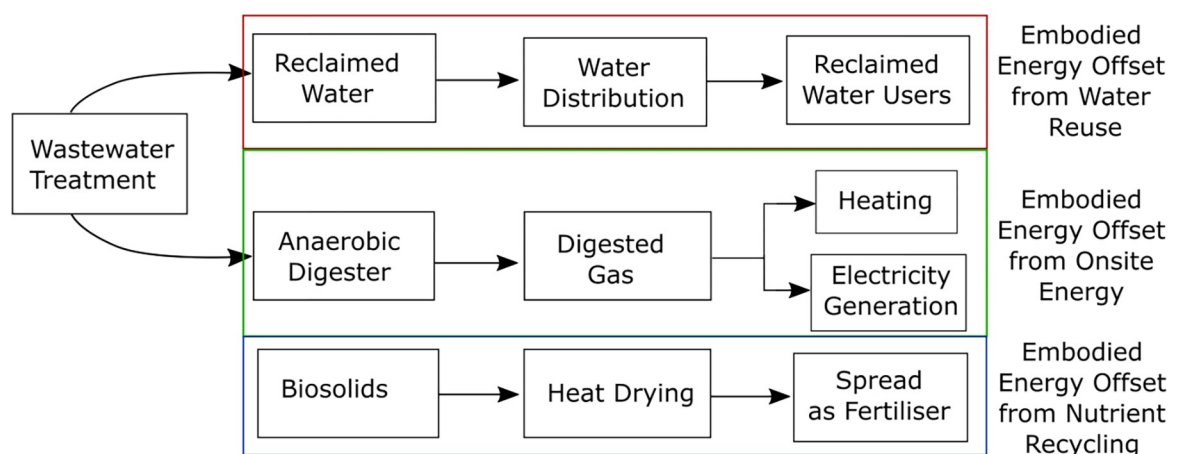 Wastewater
Treatment
Reclaimed
Water
Water
Distribution
Reclaimed
Water Users
Embodied
Energy Offset
from Water
Reuse
Anaerobic
Digester
Digested
Gas
Heating
Electricity
Generation
Embodied
Energy Offset
from Onsite
Energy
Biosolids
Heat Drying
Spread
as Fertiliser
Embodied
Energy Offset
from Nutrient
Recycling